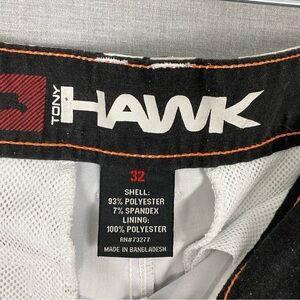 TONY HAWK
32
SHELL:
93% POLYESTER
7% SPANDEX
LINING:
100% POLYESTER
RN#73277
MADE IN BANGLADESH